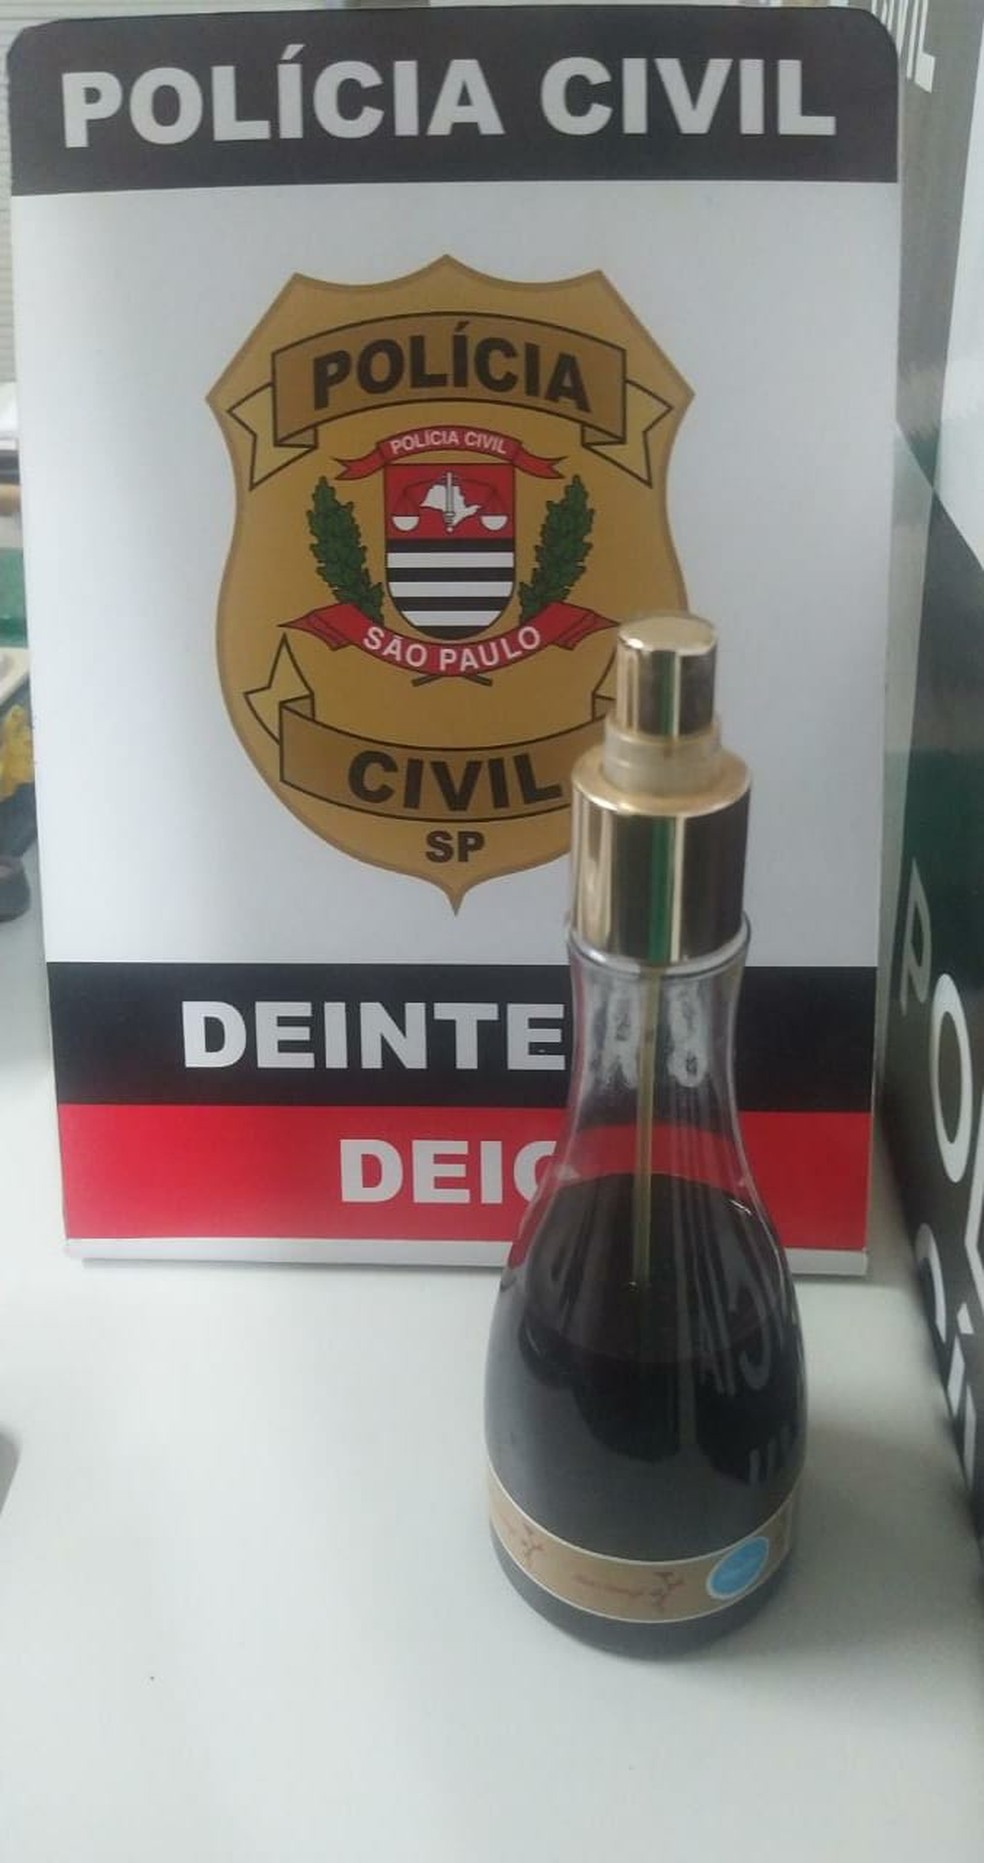 POLÍCIA CIVIL
POLÍCIA
POLÍCIA CIVIL
SÃO PAULO
CIVIL
SP
DEINTE
DEIC